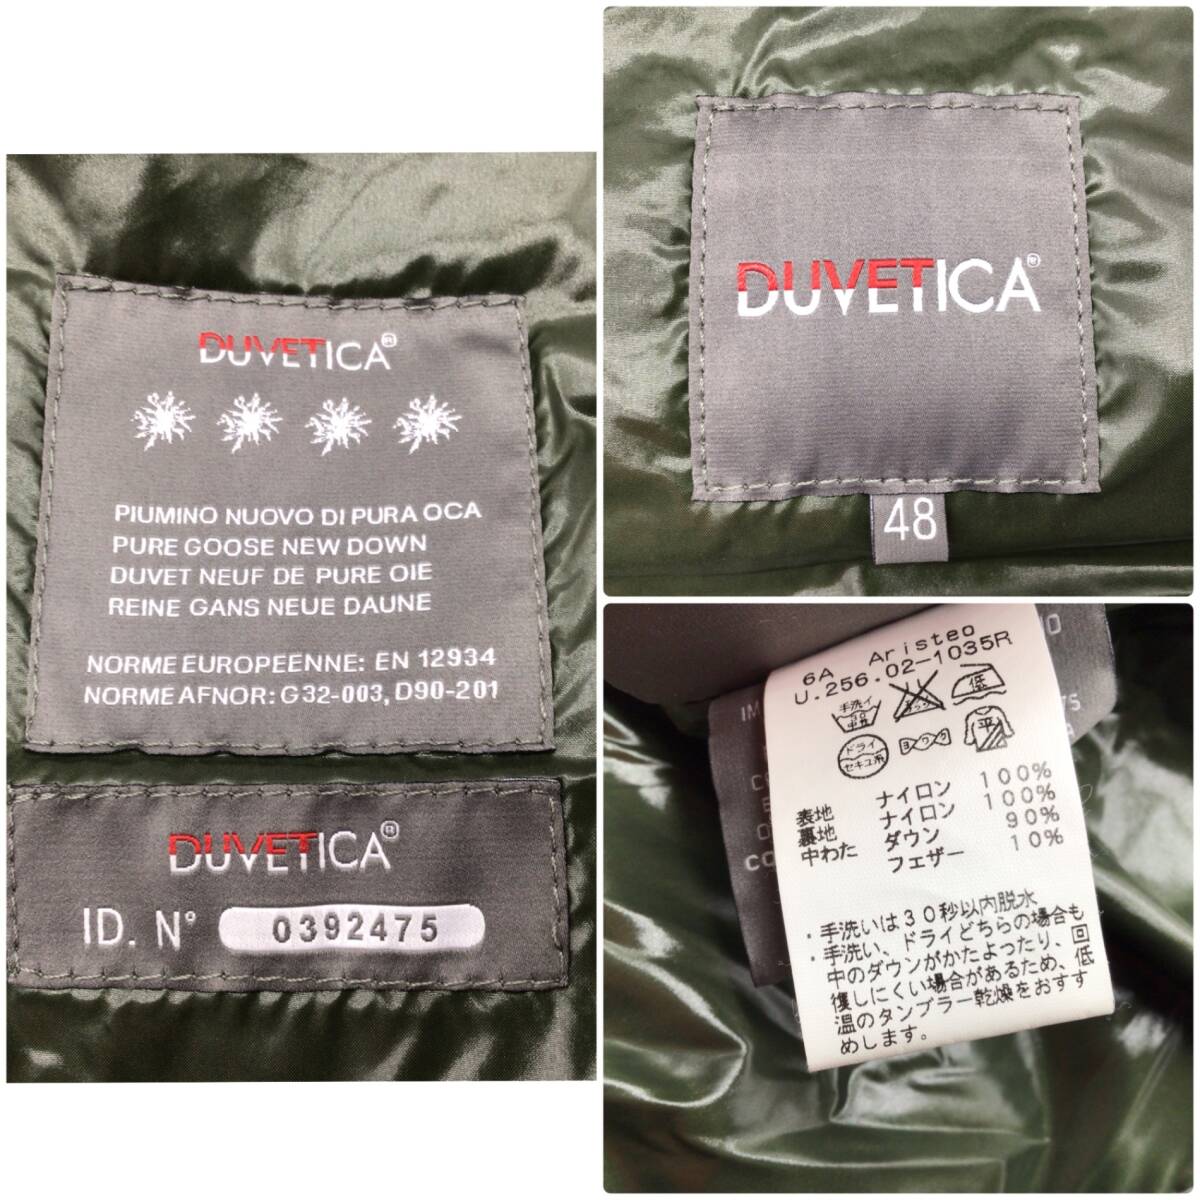 DUVETICA®
PIUMINO NUOVO DI PURA OCA
PURE GOOSE NEW DOWN
DUVET NEUF DE PURE OIE
REINE GANS NEUE DAUNE
NORME EUROPEENNE: EN 12934
NORME AFNOR: G32-003, D90-201
DUVETICA®
ID. N° 0392475
DUVETICA®
48
6A Aristeo
U.256.02-1035R
手洗イ
中性
低
ドライ
セキユ系
ヨワク
平
ナイロン 100%
表地 ナイロン 100%
裏地 ダウン 90%
中わた フェザー 10%
・手洗いは30秒以内脱水
・手洗い、ドライどちらの場合も
中のダウンがかたよったり、回
復しにくい場合があるため、低
温のタンブラー乾燥をおすす
めします。